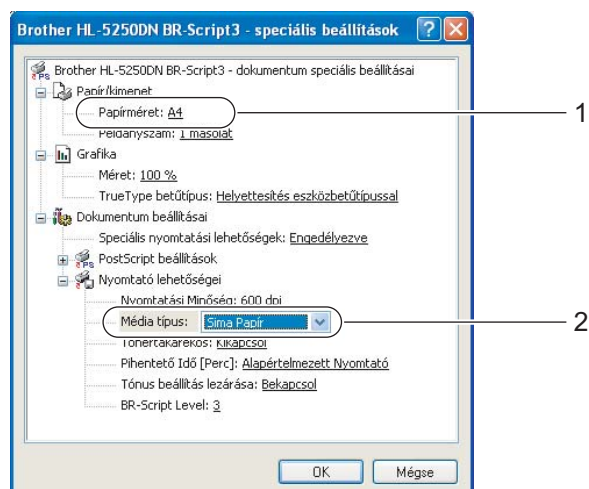 Brother HL-5250DN BR-Script3 - speciális beállítások
Brother HL-5250DN BR-Script3 - dokumentum speciális beállításai
Papír/kimenet
Papírméret: A4
1
Példányszám: 1 másolat
Grafika
Méret: 100 %
TrueType betűtípus: Helyettesítés eszközbetűtípussal
Dokumentum beállításai
Speciális nyomtatási lehetőségek: Engedélyezve
PostScript beállítások
Nyomtató lehetőségei
Nyomtatási Minőség: 600 dpi
Média típus: Sima Papír
2
Tonertakarékos: Kikapcsol
Pihentető Idő [Perc]: Alapértelmezett Nyomtató
Tónus beállítás lezárása: Bekapcsol
BR-Script Level: 3
OK Mégse